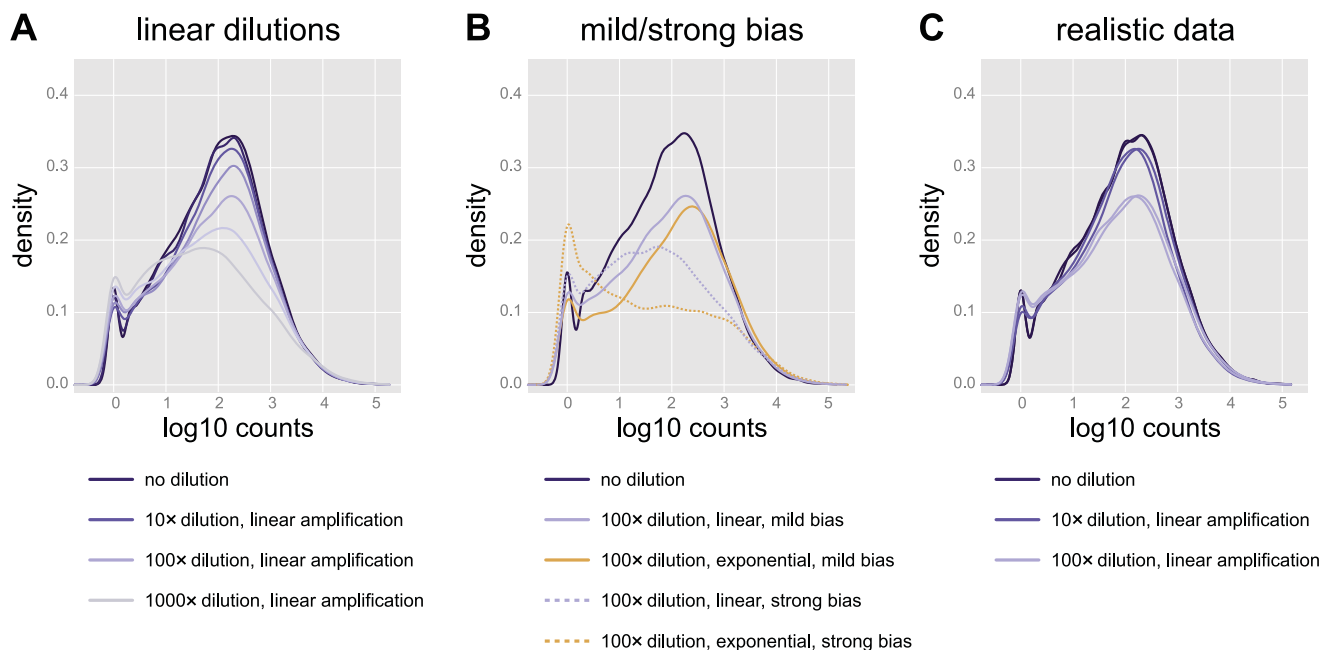 A linear dilutions
0.4
0.3
0.2
0.1
0.0
density
0 1 2 3 4 5
log10 counts
no dilution
10× dilution, linear amplification
100× dilution, linear amplification
1000× dilution, linear amplification
B mild/strong bias
0.4
0.3
0.2
0.1
0.0
density
0 1 2 3 4 5
log10 counts
no dilution
100× dilution, linear, mild bias
100× dilution, exponential, mild bias
100× dilution, linear, strong bias
100× dilution, exponential, strong bias
C realistic data
0.4
0.3
0.2
0.1
0.0
density
0 1 2 3 4 5
log10 counts
no dilution
10× dilution, linear amplification
100× dilution, linear amplification